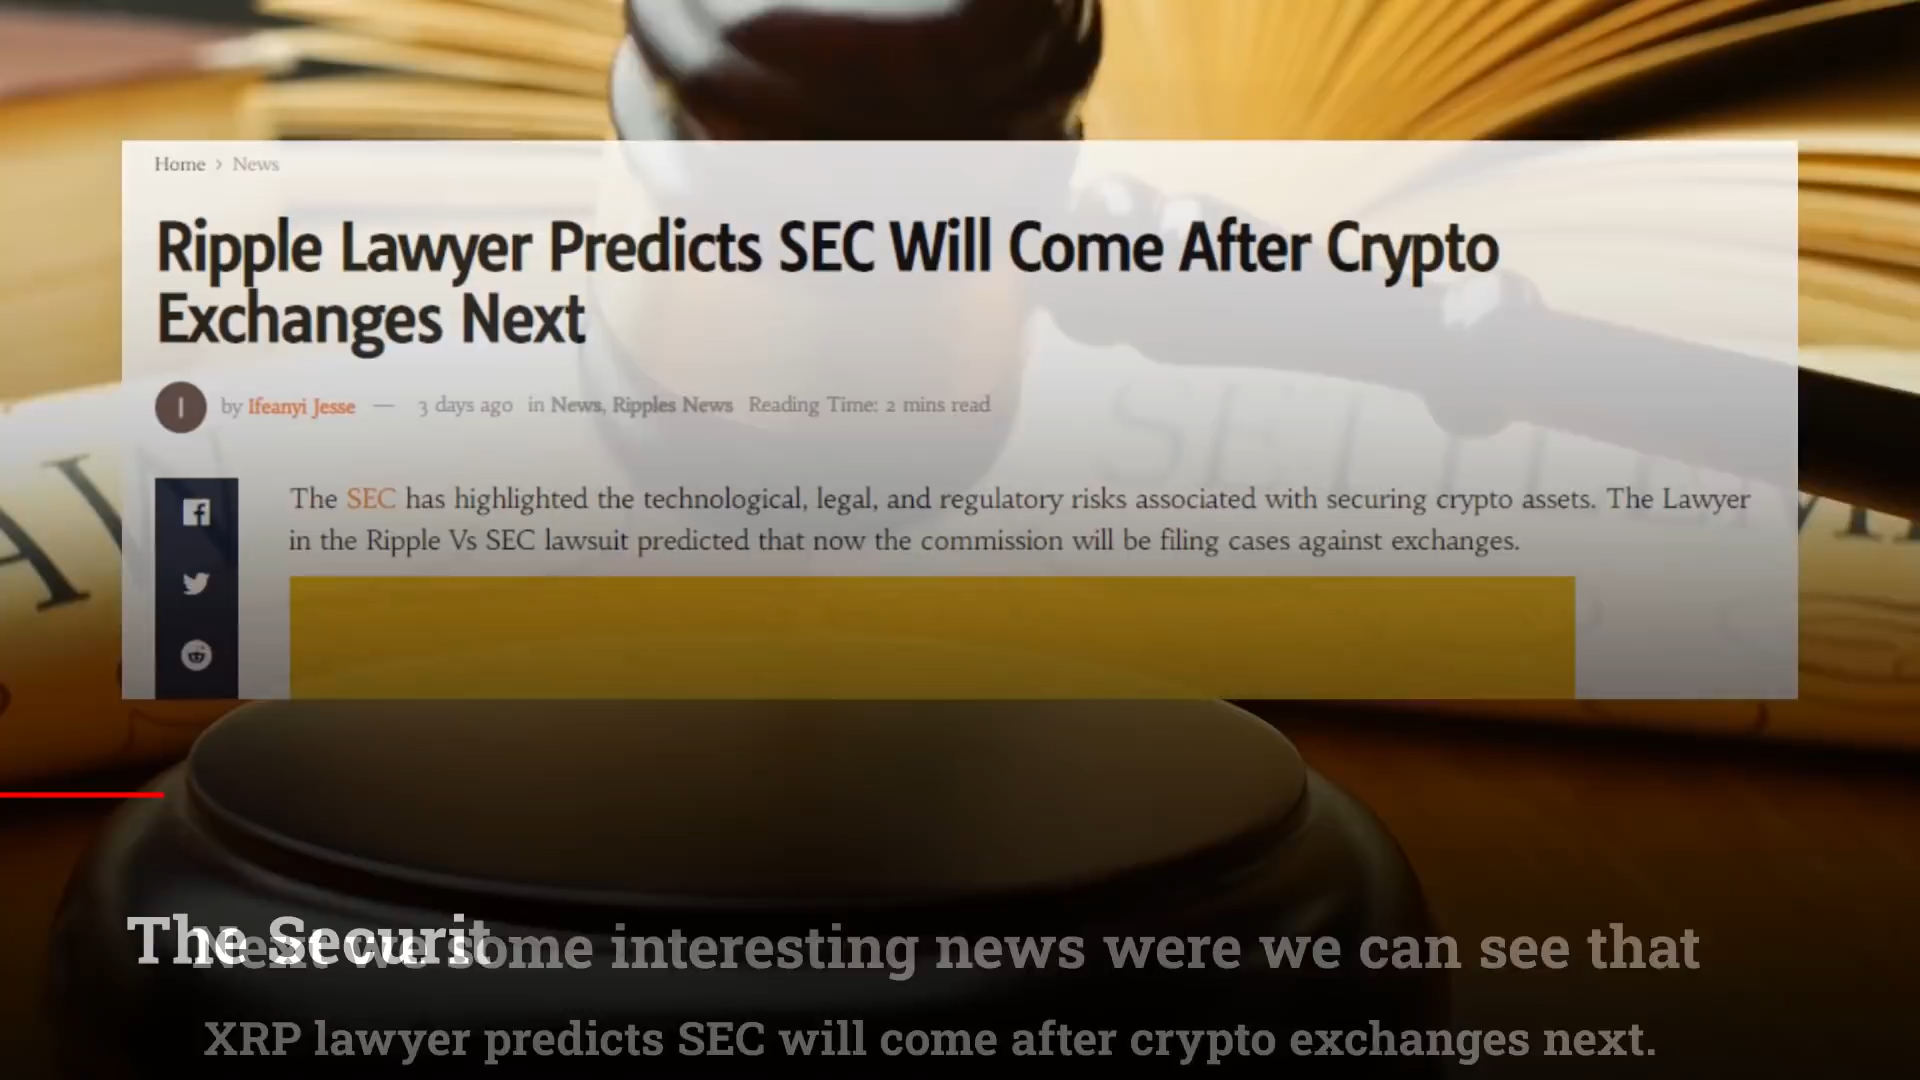 Home > News
Ripple Lawyer Predicts SEC Will Come After Crypto
Exchanges Next
I by Ifeanyi Jesse — 3 days ago in News, Ripples News Reading Time: 2 mins read
The SEC has highlighted the technological, legal, and regulatory risks associated with securing crypto assets. The Lawyer
in the Ripple Vs SEC lawsuit predicted that now the commission will be filing cases against exchanges.
The Securit
Next we some interesting news were we can see that
XRP lawyer predicts SEC will come after crypto exchanges next.